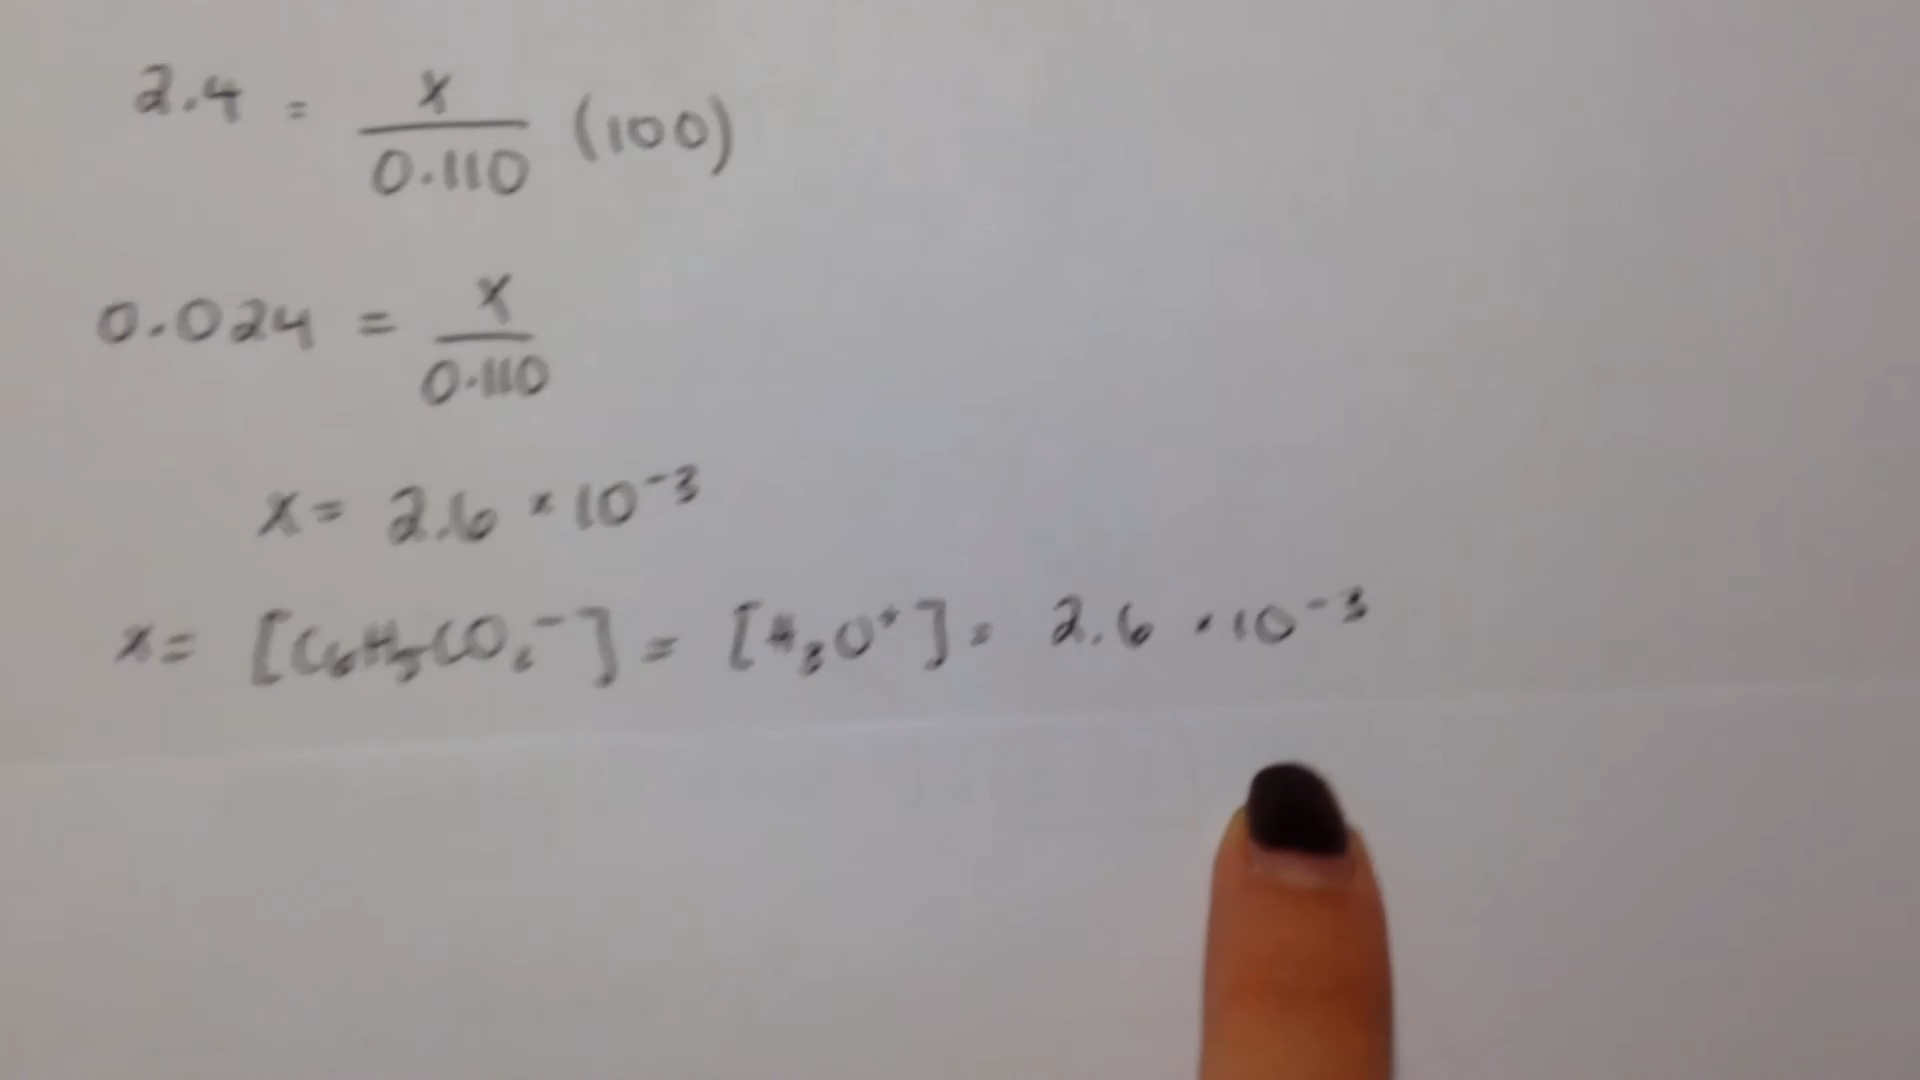 2.4 = x/0.110 (100)
0.024 = x/0.110
x = 2.6 * 10^-3
x = [C6H5CO2^-] = [H3O^+] = 2.6 * 10^-3